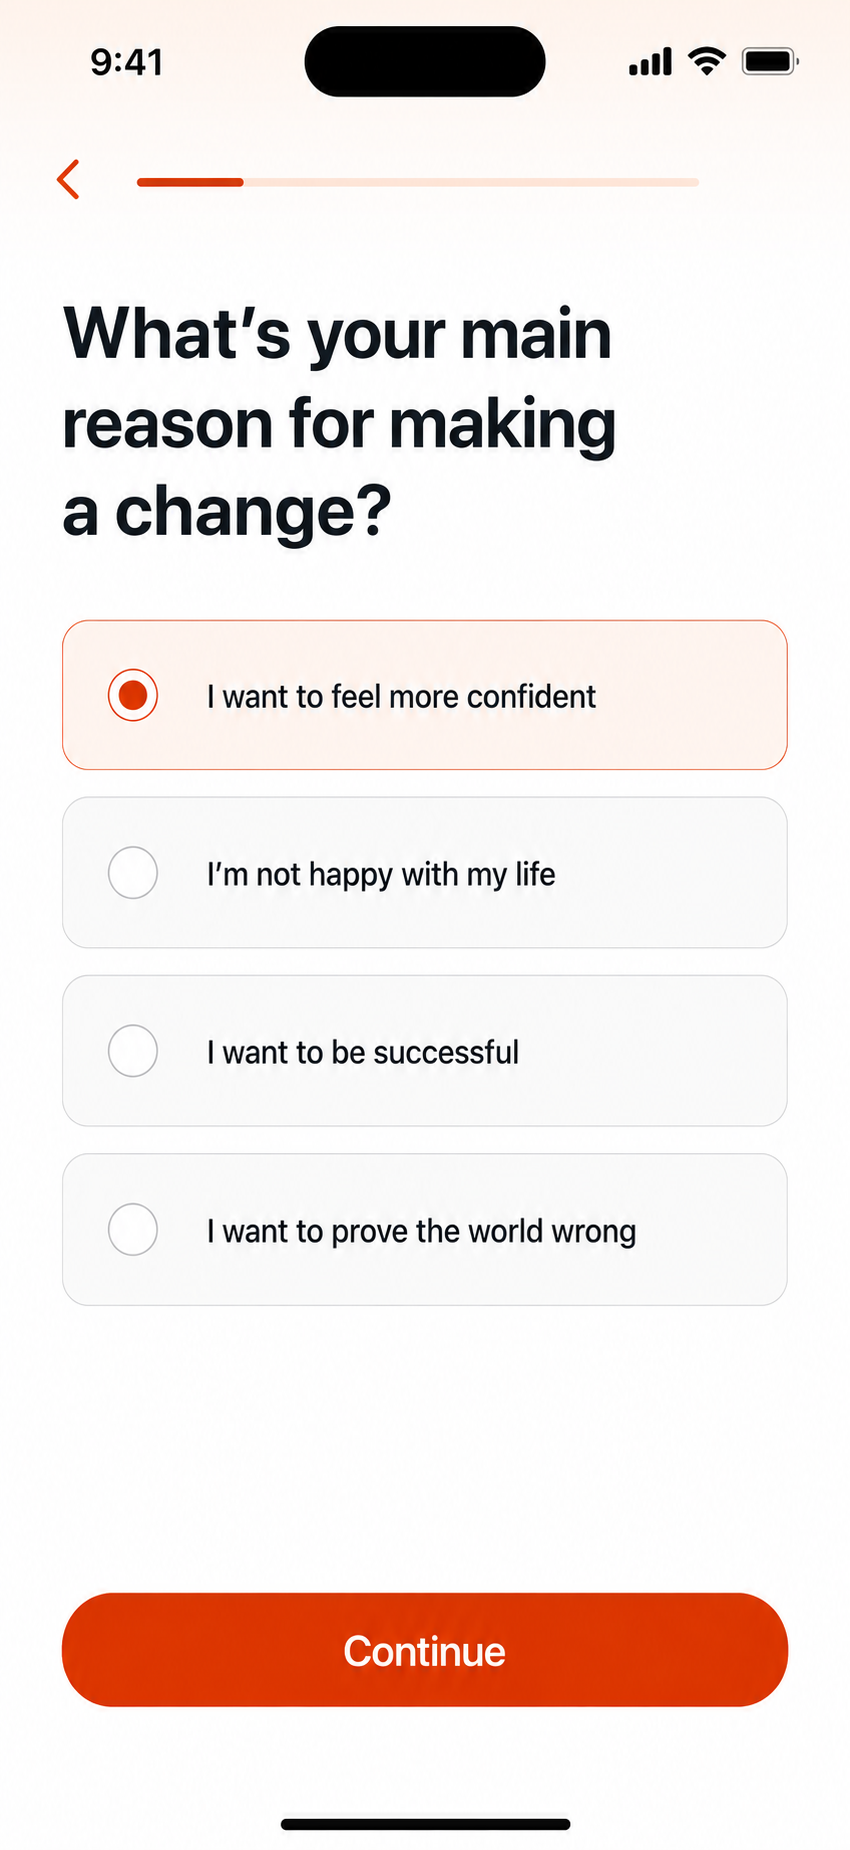 9:41
What’s your main
reason for making
a change?
I want to feel more confident
I’m not happy with my life
I want to be successful
I want to prove the world wrong
Continue